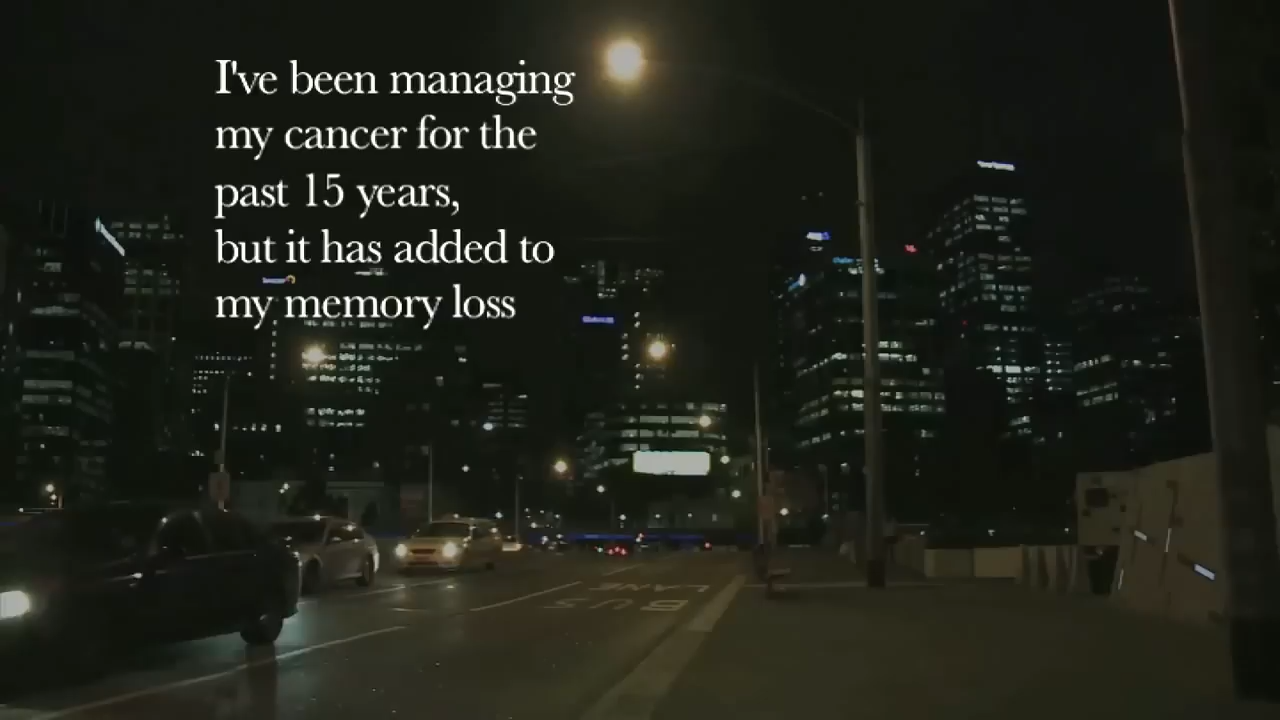 I've been managing
my cancer for the
past 15 years,
but it has added to
my memory loss
BUS
LANE